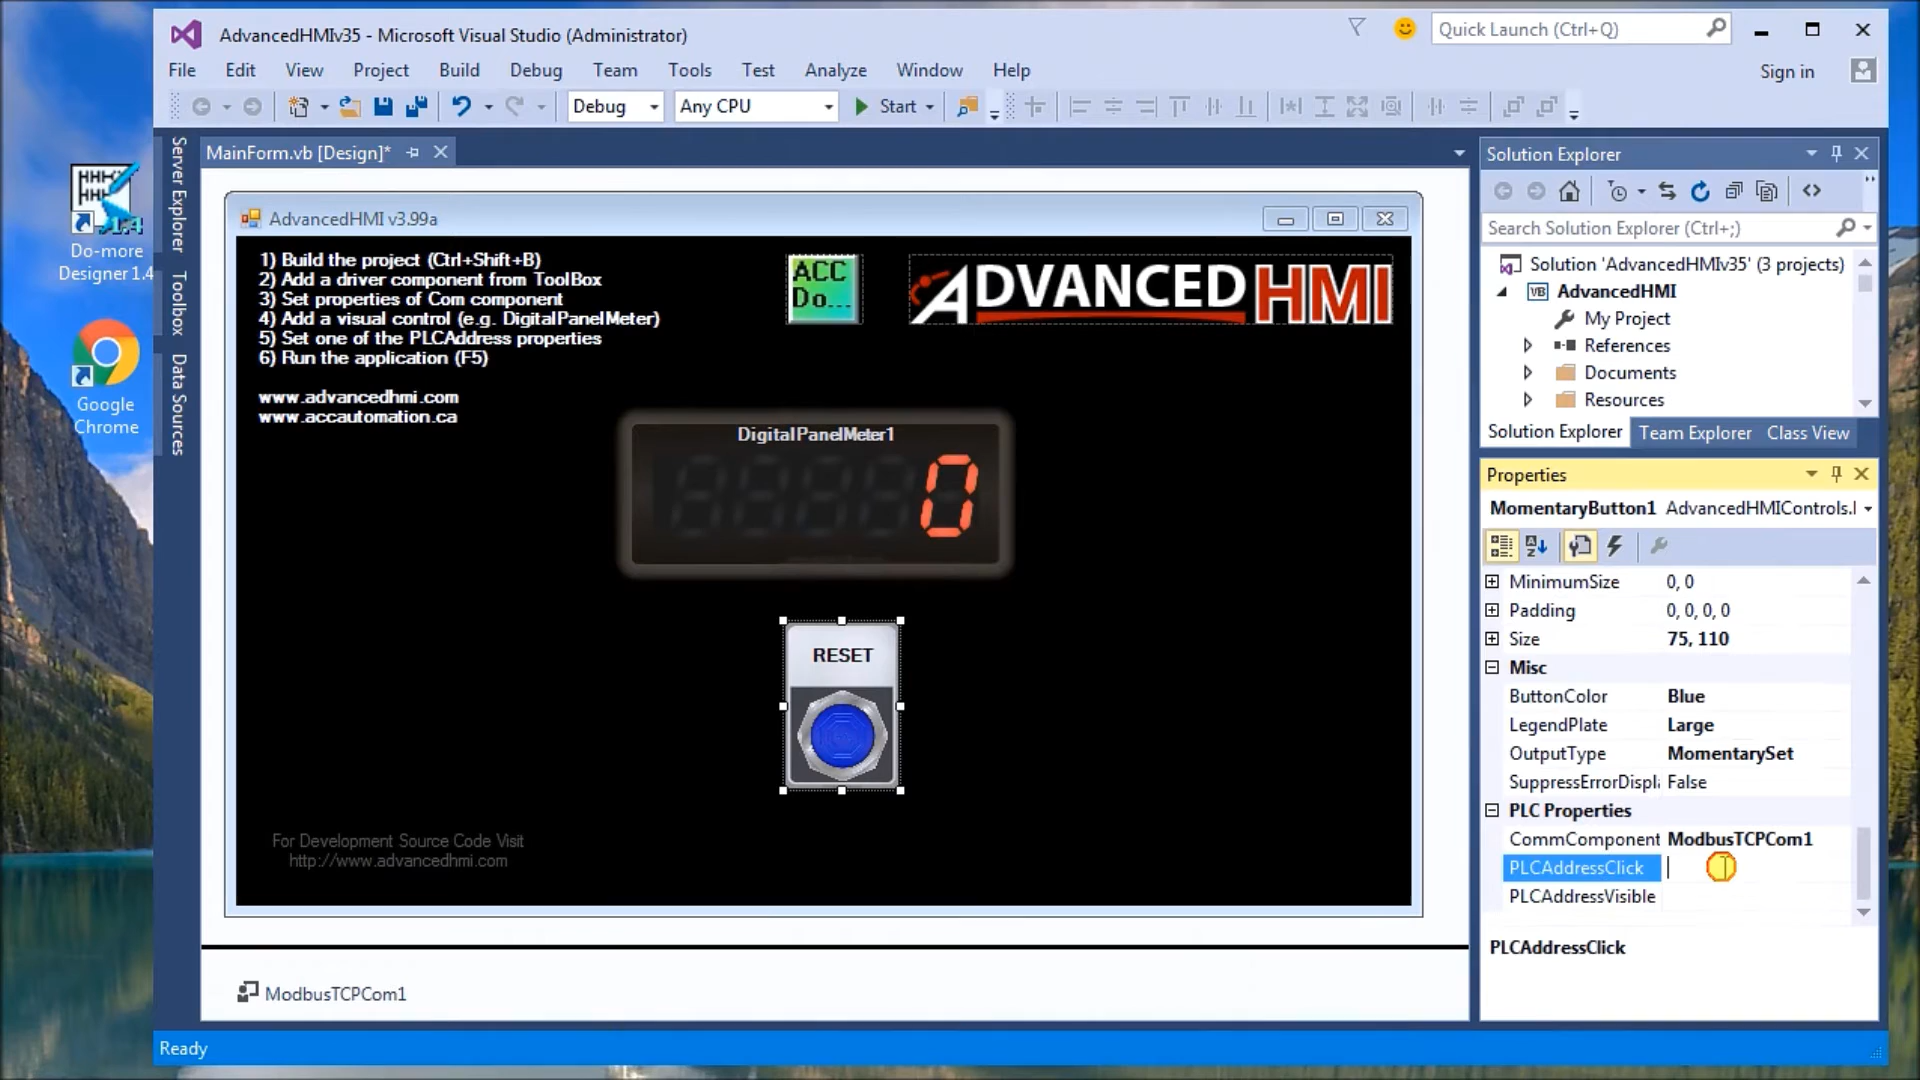 AdvancedHMIv35 - Microsoft Visual Studio (Administrator)
Quick Launch (Ctrl+Q)
File Edit View Project Build Debug Team Tools Test Analyze Window Help
Sign in
Debug
Any CPU
Start
Do-more
Designer 1.4
Google
Chrome
Server Explorer
Toolbox
Data Sources
MainForm.vb [Design]*
AdvancedHMI v3.99a
1) Build the project (Ctrl+Shift+B)
2) Add a driver component from ToolBox
3) Set properties of Com component
4) Add a visual control (e.g. DigitalPanelMeter)
5) Set one of the PLCAddress properties
6) Run the application (F5)
www.advancedhmi.com
www.accautomation.ca
ACC
Do...
ADVANCED HMI
DigitalPanelMeter1
0
RESET
For Development Source Code Visit
http://www.advancedhmi.com
ModbusTCPCom1
Ready
Solution Explorer
Search Solution Explorer (Ctrl+;)
Solution 'AdvancedHMIv35' (3 projects)
VB AdvancedHMI
My Project
References
Documents
Resources
Solution Explorer Team Explorer Class View
Properties
MomentaryButton1 AdvancedHMIControls.
MinimumSize 0, 0
Padding 0, 0, 0, 0
Size 75, 110
Misc
ButtonColor Blue
LegendPlate Large
OutputType MomentarySet
SuppressErrorDispl False
PLC Properties
CommComponent ModbusTCPCom1
PLCAddressClick
PLCAddressVisible
PLCAddressClick